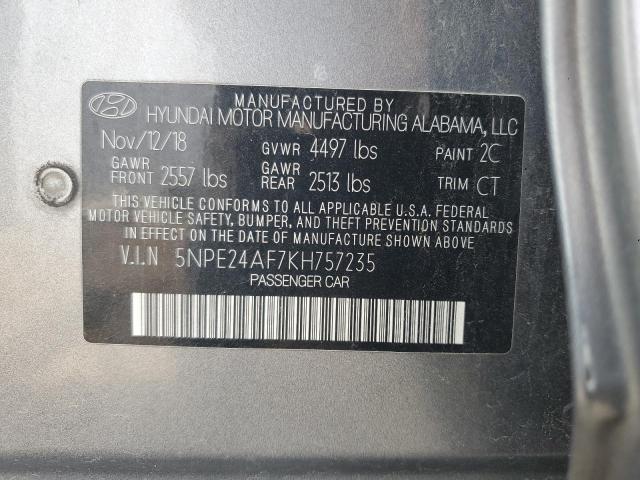 MANUFACTURED BY
HYUNDAI MOTOR MANUFACTURING ALABAMA, LLC
Nov/12/18 GVWR 4497 lbs PAINT 2C
GAWR FRONT 2557 lbs GAWR REAR 2513 lbs TRIM CT
THIS VEHICLE CONFORMS TO ALL APPLICABLE U.S.A. FEDERAL
MOTOR VEHICLE SAFETY, BUMPER, AND THEFT PREVENTION STANDARDS
IN EFFECT ON THE DATE OF MANUFACTURE SHOWN ABOVE
V.I.N 5NPE24AF7KH757235
PASSENGER CAR